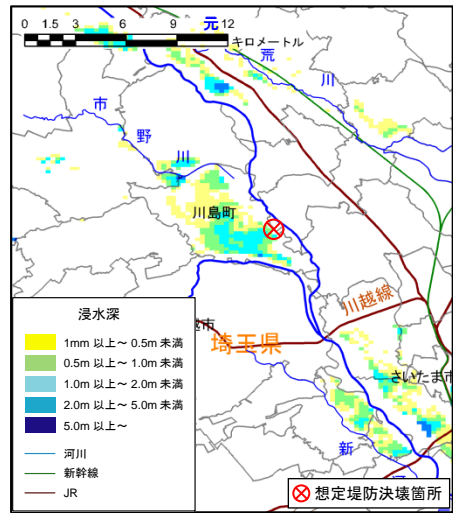 0 1.5 3 6 9 12
キロメートル
元
荒
川
市
野
川
川島町
川越線
越市
埼玉県
さいたま市
新
河
浸水深
1mm 以上～ 0.5m 未満
0.5m 以上～ 1.0m 未満
1.0m 以上～ 2.0m 未満
2.0m 以上～ 5.0m 未満
5.0m 以上～
河川
新幹線
JR
想定堤防決壊箇所